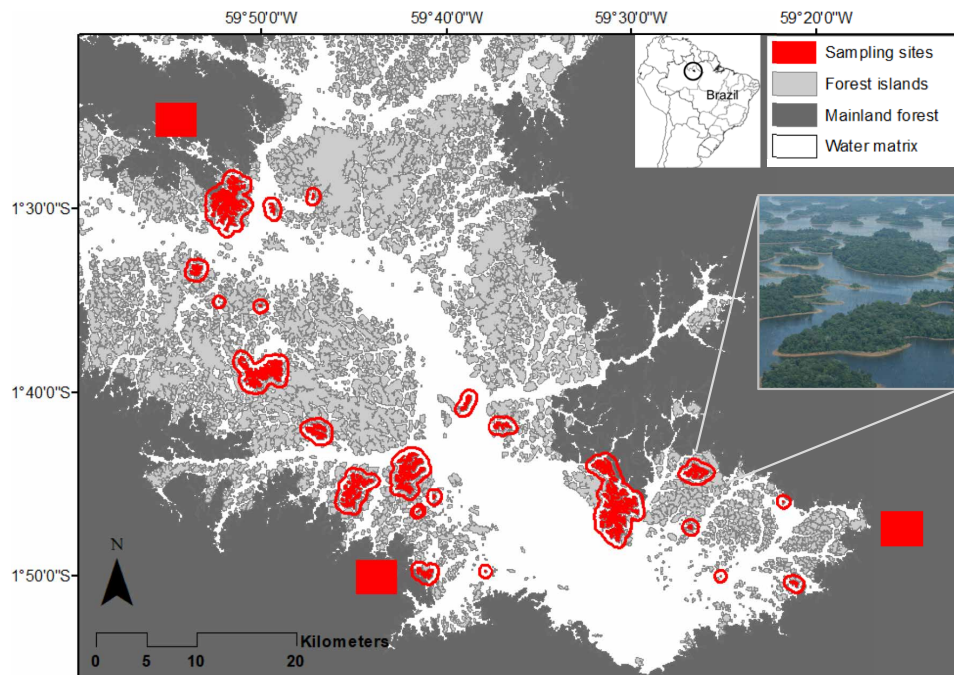 59°50'0"W 59°40'0"W 59°30'0"W 59°20'0"W
Sampling sites
Forest islands
Mainland forest
Water matrix
Brazil
1°30'0"S
1°40'0"S
1°50'0"S
N
Kilometers
0 5 10 20